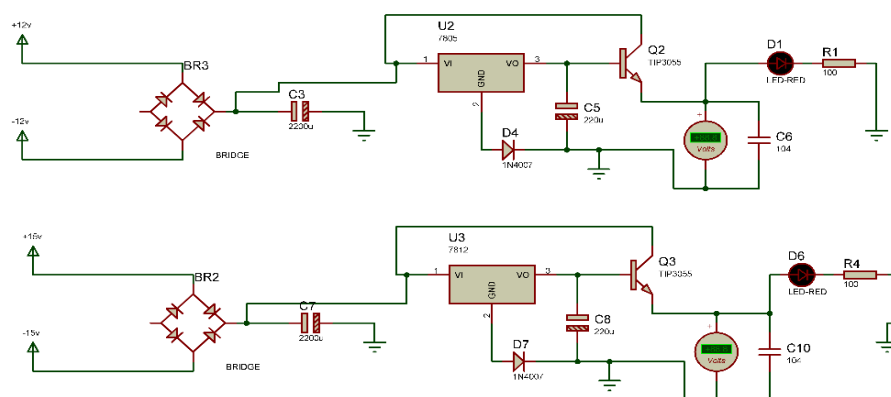 +12v
-12v
BR3
BRIDGE
C3
2200u
U2
7805
1
VI
VO
3
GND
2
D4
1N4007
C5
220u
Q2
TIP3055
D1
LED-RED
R1
100
+
Volts
C6
104
+15v
-15v
BR2
BRIDGE
C7
2200u
U3
7812
1
VI
VO
3
GND
2
D7
1N4007
C8
220u
Q3
TIP3055
D6
LED-RED
R4
100
+
Volts
C10
104